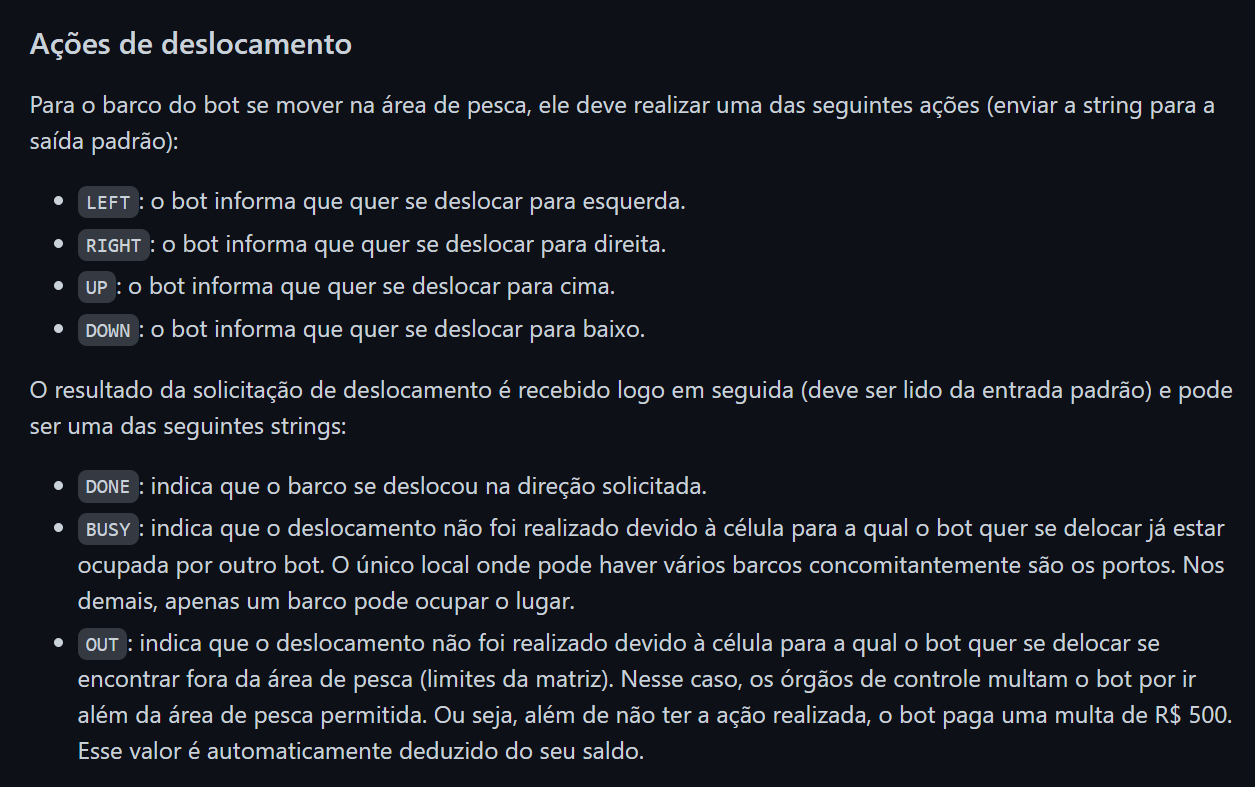 Ações de deslocamento
Para o barco do bot se mover na área de pesca, ele deve realizar uma das seguintes ações (enviar a string para a
saída padrão):
• LEFT: o bot informa que quer se deslocar para esquerda.
• RIGHT: o bot informa que quer se deslocar para direita.
• UP: o bot informa que quer se deslocar para cima.
• DOWN: o bot informa que quer se deslocar para baixo.
O resultado da solicitação de deslocamento é recebido logo em seguida (deve ser lido da entrada padrão) e pode
ser uma das seguintes strings:
• DONE: indica que o barco se deslocou na direção solicitada.
• BUSY: indica que o deslocamento não foi realizado devido à célula para a qual o bot quer se delocar já estar
ocupada por outro bot. O único local onde pode haver vários barcos concomitantemente são os portos. Nos
demais, apenas um barco pode ocupar o lugar.
• OUT: indica que o deslocamento não foi realizado devido à célula para a qual o bot quer se delocar se
encontrar fora da área de pesca (limites da matriz). Nesse caso, os órgãos de controle multam o bot por ir
além da área de pesca permitida. Ou seja, além de não ter a ação realizada, o bot paga uma multa de R$ 500.
Esse valor é automaticamente deduzido do seu saldo.